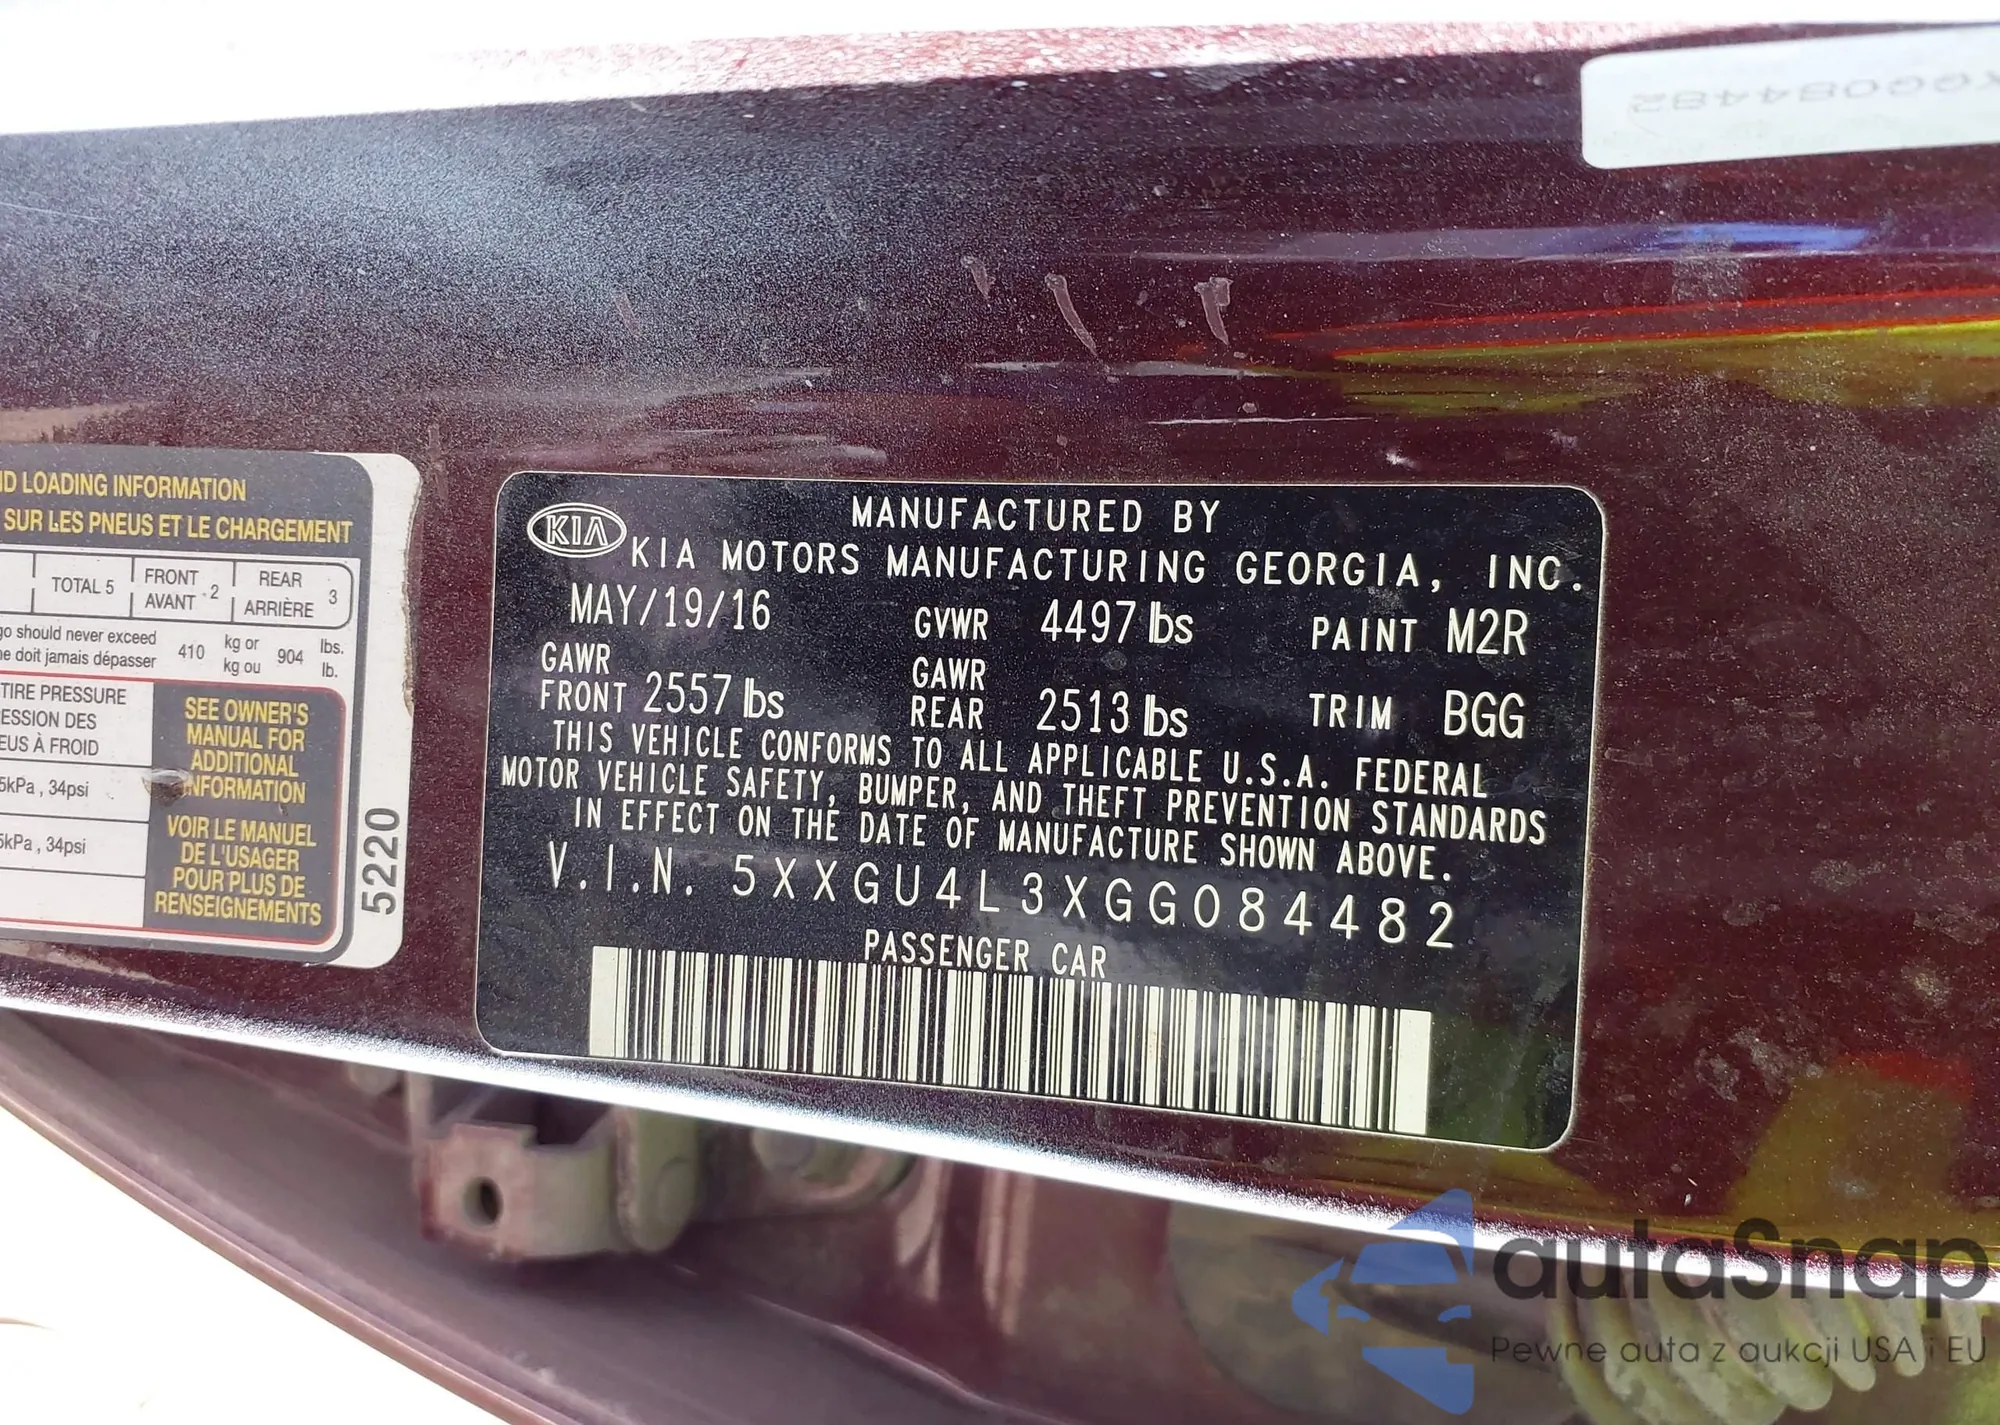 XGG084482
ND LOADING INFORMATION
SUR LES PNEUS ET LE CHARGEMENT
TOTAL 5
FRONT
AVANT 2
REAR
ARRIÈRE 3
go should never exceed
ne doit jamais dépasser
410
kg or
kg ou
904
lbs.
lb.
TIRE PRESSURE
ESSION DES
EUS À FROID
5kPa , 34psi
5kPa , 34psi
SEE OWNER'S
MANUAL FOR
ADDITIONAL
INFORMATION
VOIR LE MANUEL
DE L'USAGER
POUR PLUS DE
RENSEIGNEMENTS
5220
KIA
MANUFACTURED BY
KIA MOTORS MANUFACTURING GEORGIA, INC.
MAY/19/16 GVWR 4497 lbs PAINT M2R
GAWR FRONT 2557 lbs GAWR REAR 2513 lbs TRIM BGG
THIS VEHICLE CONFORMS TO ALL APPLICABLE U.S.A. FEDERAL
MOTOR VEHICLE SAFETY, BUMPER, AND THEFT PREVENTION STANDARDS
IN EFFECT ON THE DATE OF MANUFACTURE SHOWN ABOVE.
V.I.N. 5XXGU4L3XGG084482
PASSENGER CAR
autaSnap
Pewne auta z aukcji USA i EU